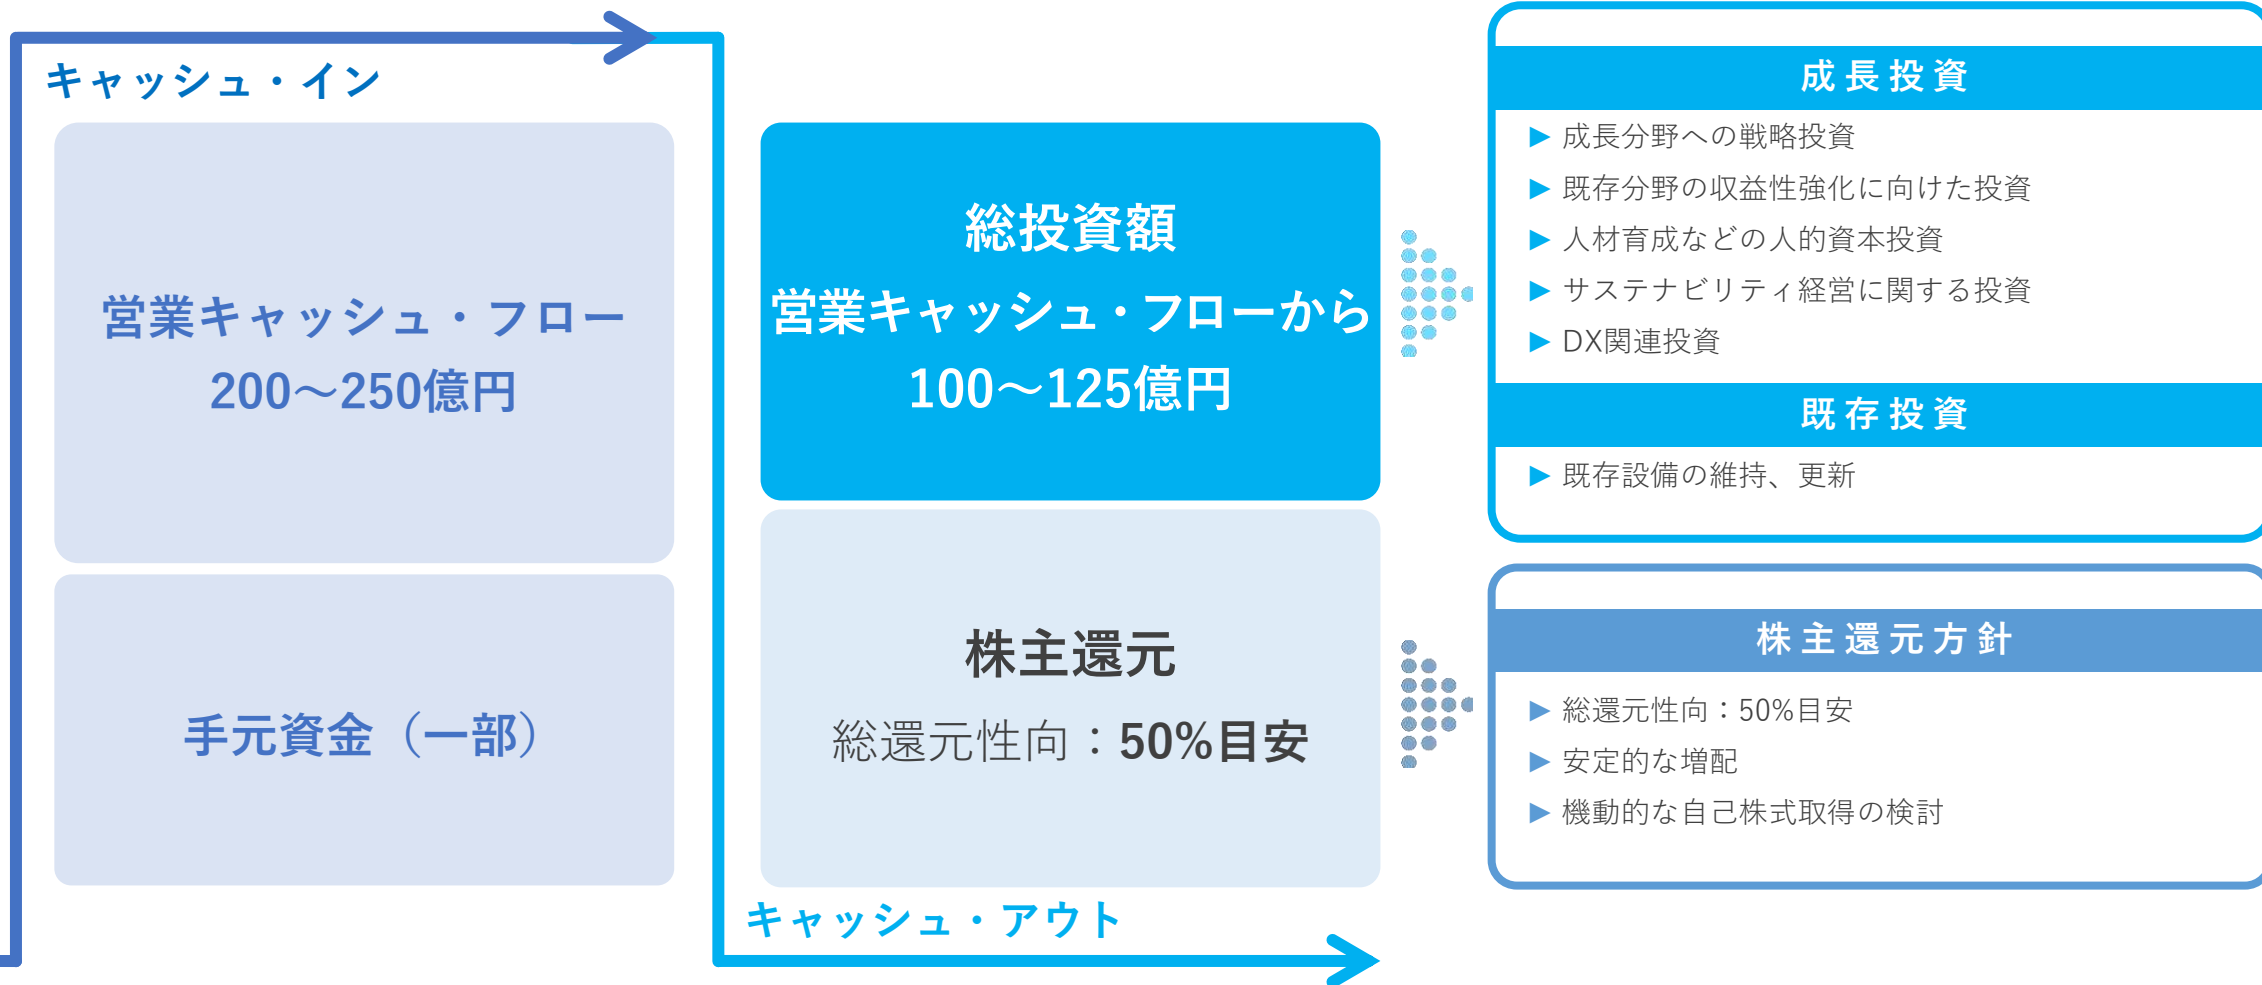 キャッシュ・イン
営業キャッシュ・フロー
200～250億円
手元資金（一部）
総投資額
営業キャッシュ・フローから
100～125億円
株主還元
総還元性向：50%目安
キャッシュ・アウト
成長投資
▶ 成長分野への戦略投資
▶ 既存分野の収益性強化に向けた投資
▶ 人材育成などの人的資本投資
▶ サステナビリティ経営に関する投資
▶ DX関連投資
既存投資
▶ 既存設備の維持、更新
株主還元方針
▶ 総還元性向：50%目安
▶ 安定的な増配
▶ 機動的な自己株式取得の検討